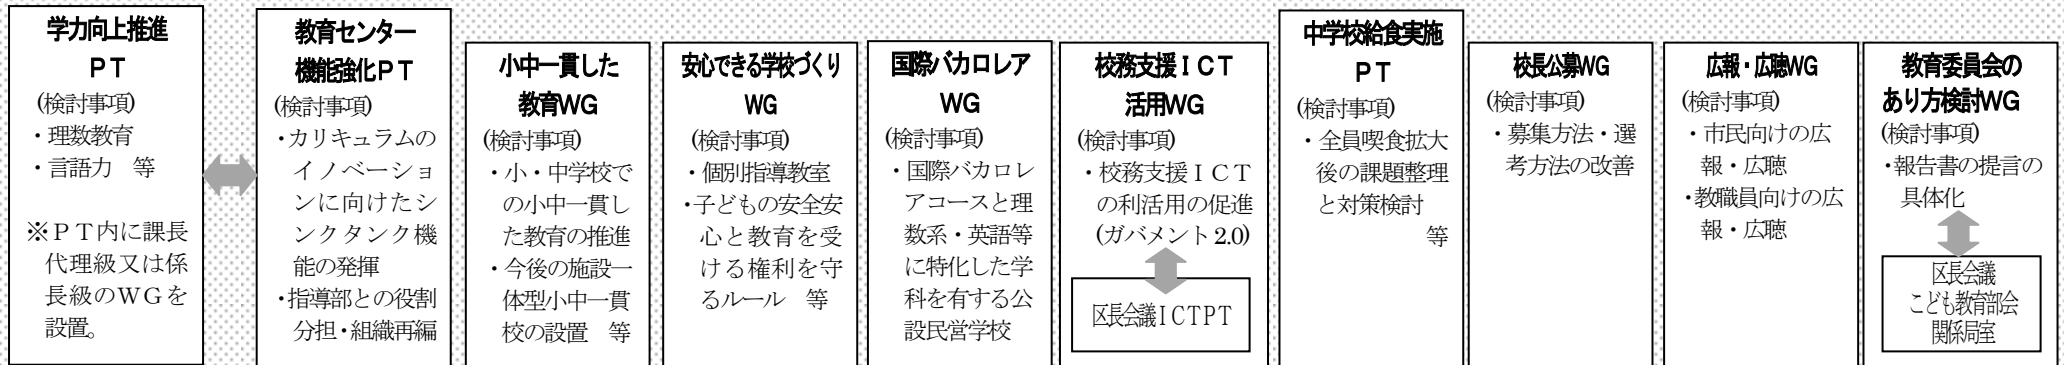 学力向上推進
ＰＴ
(検討事項)
・理数教育
・言語力　等
※ＰＴ内に課長
代理級又は係
長級のＷＧを
設置。
教育センター
機能強化ＰＴ
(検討事項)
・カリキュラムの
イノベーショ
ンに向けたシ
ンクタンク機
能の発揮
・指導部との役割
分担・組織再編
小中一貫した
教育WG
(検討事項)
・小・中学校で
の小中一貫し
た教育の推進
・今後の施設一
体型小中一貫
校の設置　等
安心できる学校づくり
WG
(検討事項)
・個別指導教室
・子どもの安全安
心と教育を受
ける権利を守
るルール　等
国際バカロレア
WG
(検討事項)
・国際バカロレ
アコースと理
数系・英語等
に特化した学
科を有する公
設民営学校
校務支援ＩＣＴ
活用WG
(検討事項)
・校務支援ＩＣＴ
の利活用の促進
(ガバメント2.0)
区長会議ＩＣＴPT
中学校給食実施
ＰＴ
(検討事項)
・全員喫食拡大
後の課題整理
と対策検討
等
校長公募WG
(検討事項)
・募集方法・選
考方法の改善
広報・広聴WG
(検討事項)
・市民向けの広
報・広聴
・教職員向けの広
報・広聴
教育委員会の
あり方検討WG
(検討事項)
・報告書の提言の
具体化
区長会議
こども教育部会
関係局室